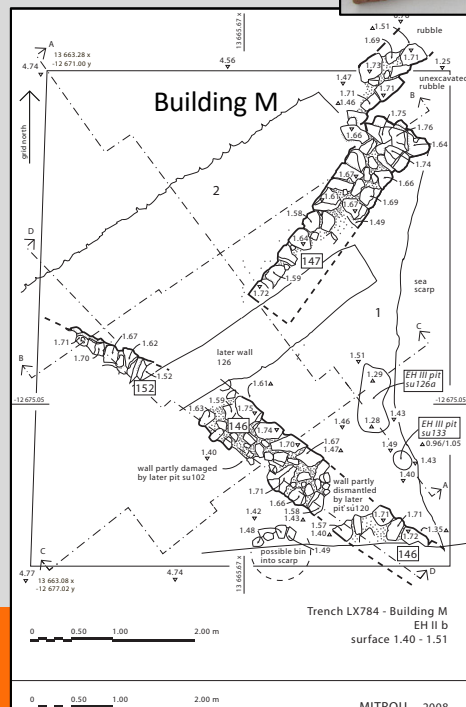 0.76
1.51
rubble
1.69
13 665.67 x
13 663.28 x
-12 671.00 y
4.74
4.56
1.73
1.71
1.25
1.47
unexcavated
rubble
1.71
1.46
B
Building M
grid north
1.75
1.76
1.66
1.64
1.74
1.67
1.66
2
1.67
1.69
1.58
1.49
D
1.64
147
1.59
sea
scarp
1.72
1
C
1.67
1.71
1.62
later wall
126
1.51
1.70
B
1.52
1.29
EH III pit
su126a
152
1.61
-12 675.05
-12 675.05
1.59
1.63
1.75
146
1.74
1.46
1.28
1.43
EH III pit
su133
1.70
1.67
1.49
0.96/1.05
1.40
1.47
1.43
wall partly damaged
by later pit su102
1.40
wall partly
dismantled
by later
pit su120
A
1.71
1.66
1.42
1.58
1.43
1.57
1.71
1.71
1.48
1.40
1.72
1.35
possible bin
into scarp
1.49
146
C
4.77
13 663.08 x
-12 677.02 y
4.74
13 665.67 x
D
Trench LX784 - Building M
EH II b
surface 1.40 - 1.51
0 0.50 1.00 2.00 m
0 0.50 1.00 2.00 m
MITROU 2008